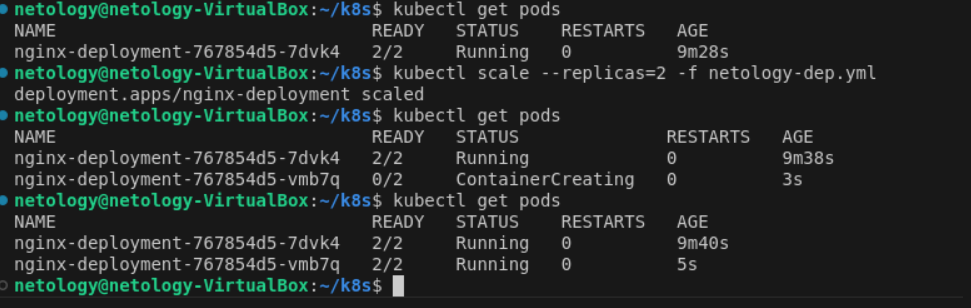 netology@netology-VirtualBox:~/k8s$ kubectl get pods
NAME READY STATUS RESTARTS AGE
nginx-deployment-767854d5-7dvk4 2/2 Running 0 9m28s
netology@netology-VirtualBox:~/k8s$ kubectl scale --replicas=2 -f netology-dep.yml
deployment.apps/nginx-deployment scaled
netology@netology-VirtualBox:~/k8s$ kubectl get pods
NAME READY STATUS RESTARTS AGE
nginx-deployment-767854d5-7dvk4 2/2 Running 0 9m38s
nginx-deployment-767854d5-vmb7q 0/2 ContainerCreating 0 3s
netology@netology-VirtualBox:~/k8s$ kubectl get pods
NAME READY STATUS RESTARTS AGE
nginx-deployment-767854d5-7dvk4 2/2 Running 0 9m40s
nginx-deployment-767854d5-vmb7q 2/2 Running 0 5s
netology@netology-VirtualBox:~/k8s$